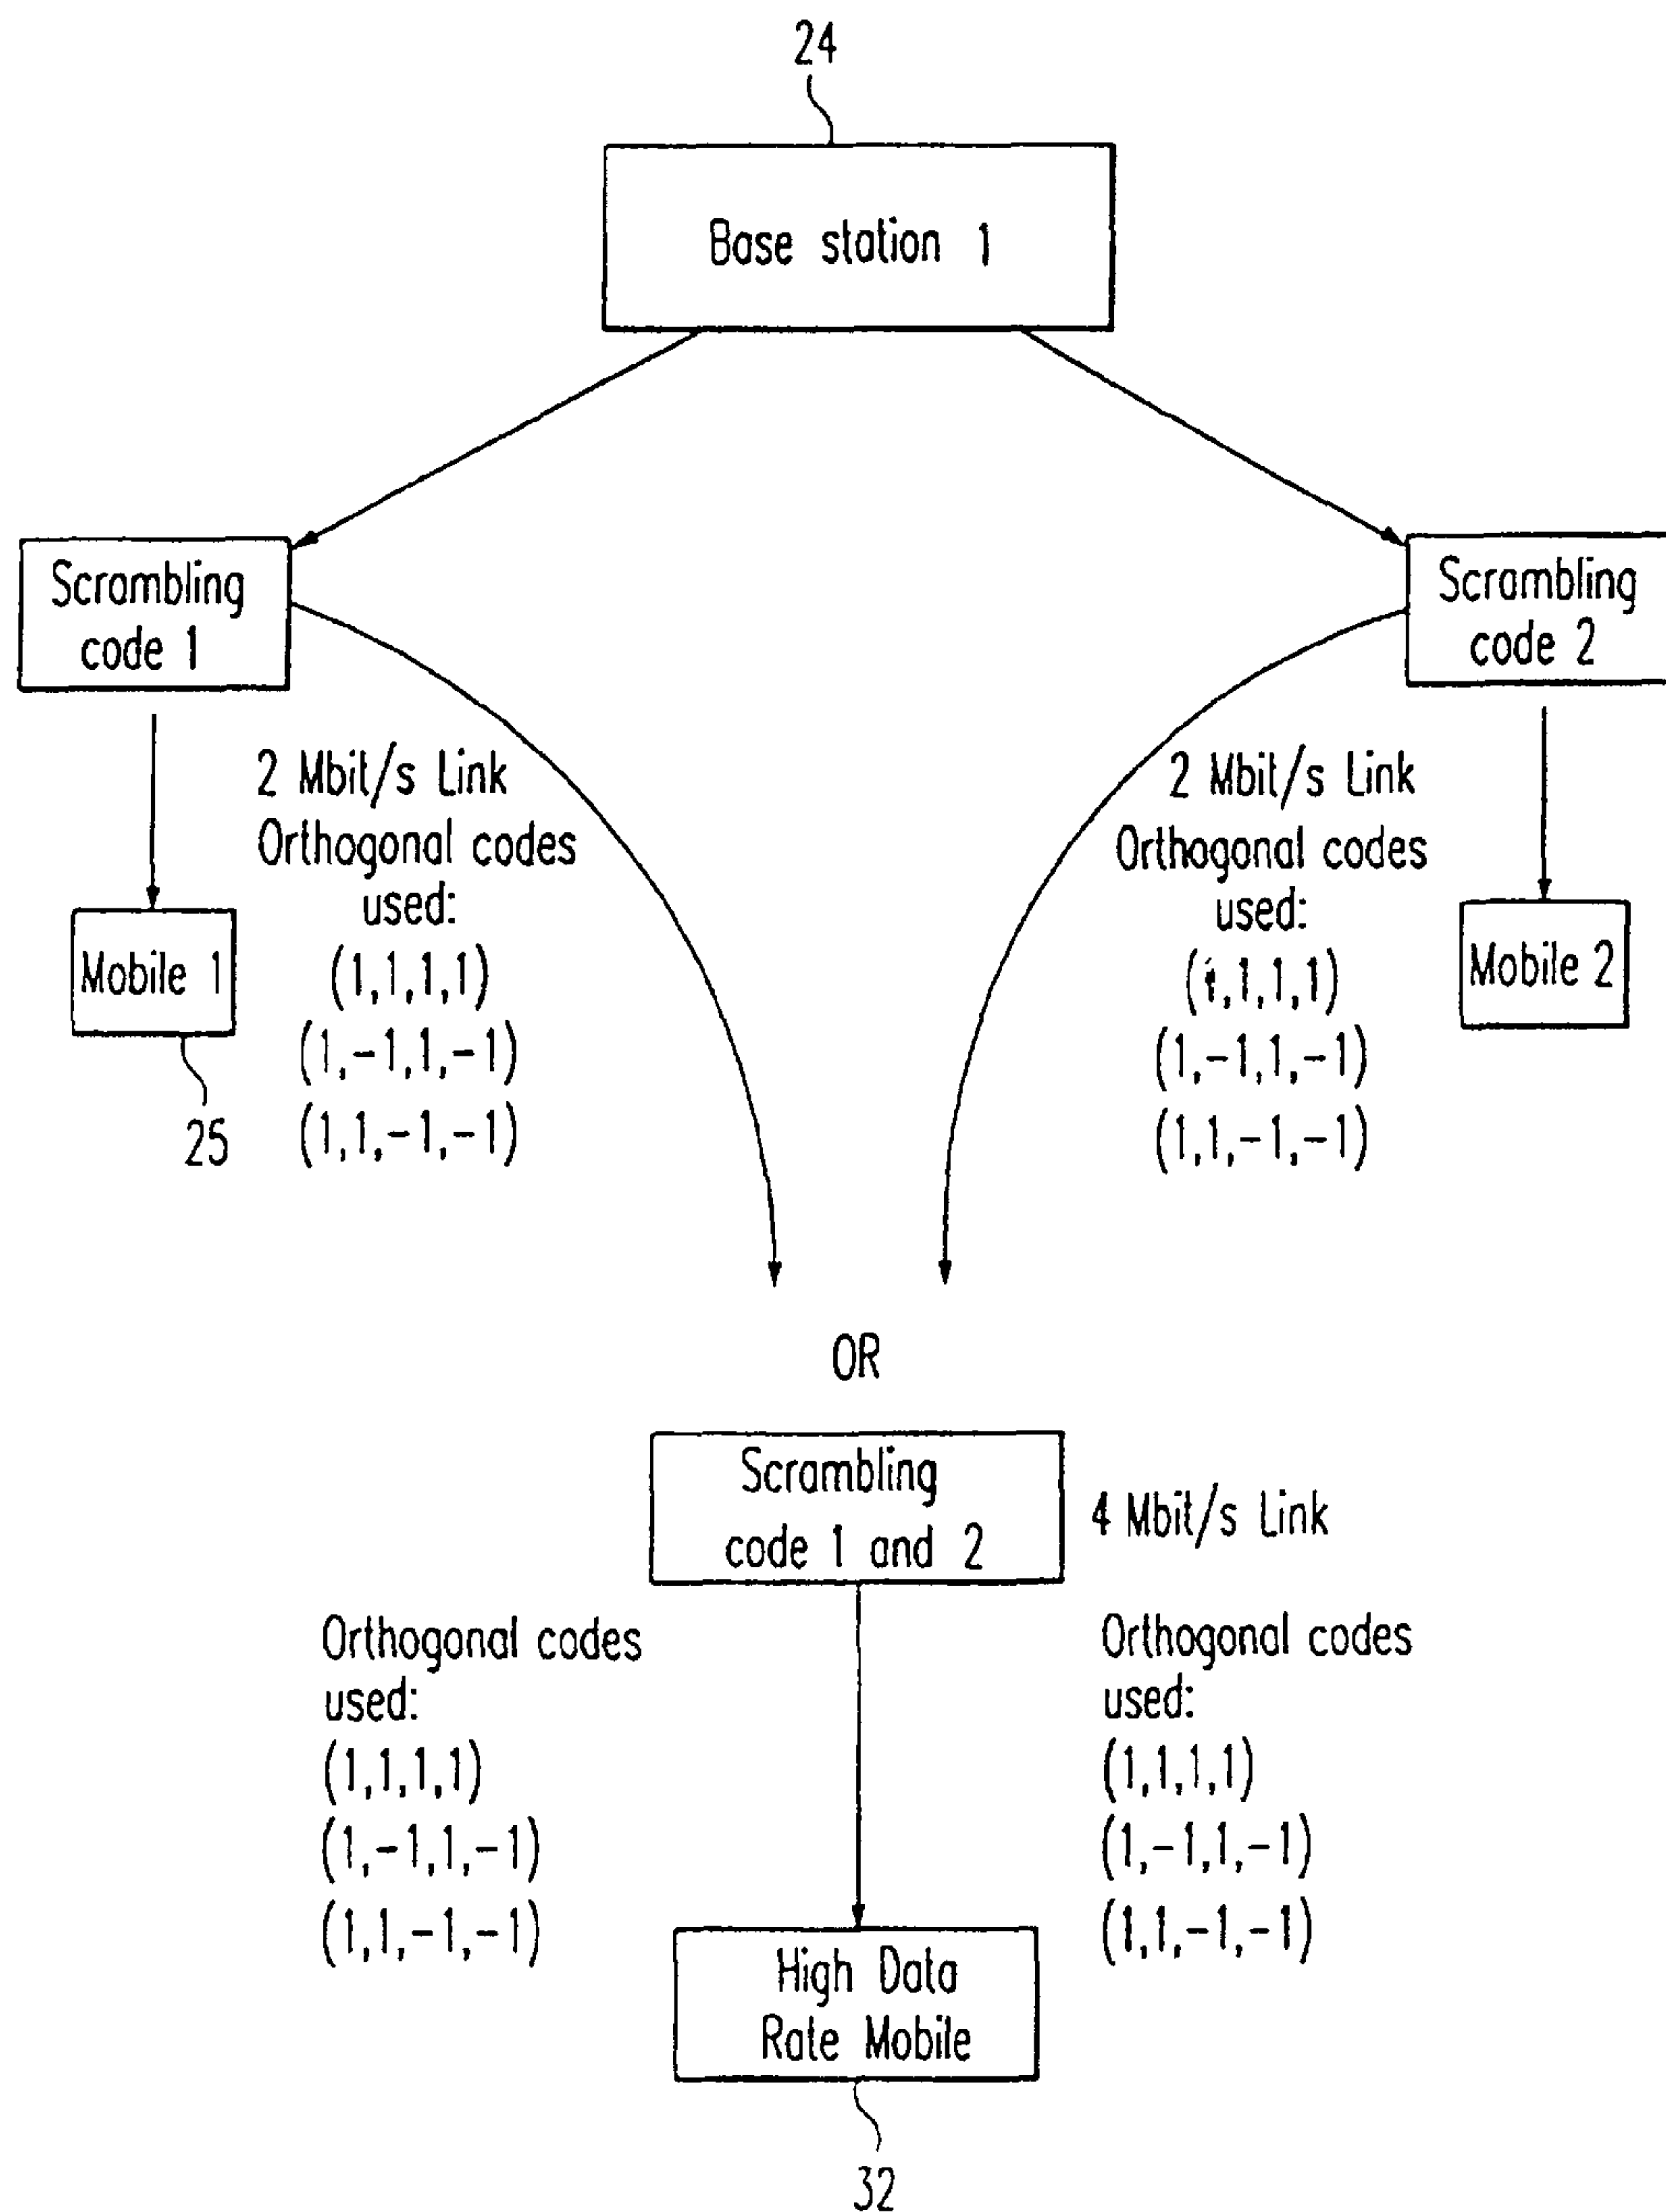 24
Base station 1
Scrambling
code 1
Scrambling
code 2
2 Mbit/s Link
Orthogonal codes
used:
(1,1,1,1)
(1,-1,1,-1)
(1,1,-1,-1)
2 Mbit/s Link
Orthogonal codes
used:
(1,1,1,1)
(1,-1,1,-1)
(1,1,-1,-1)
Mobile 1
25
Mobile 2
OR
Scrambling
code 1 and 2
4 Mbit/s Link
Orthogonal codes
used:
(1,1,1,1)
(1,-1,1,-1)
(1,1,-1,-1)
Orthogonal codes
used:
(1,1,1,1)
(1,-1,1,-1)
(1,1,-1,-1)
High Data
Rate Mobile
32